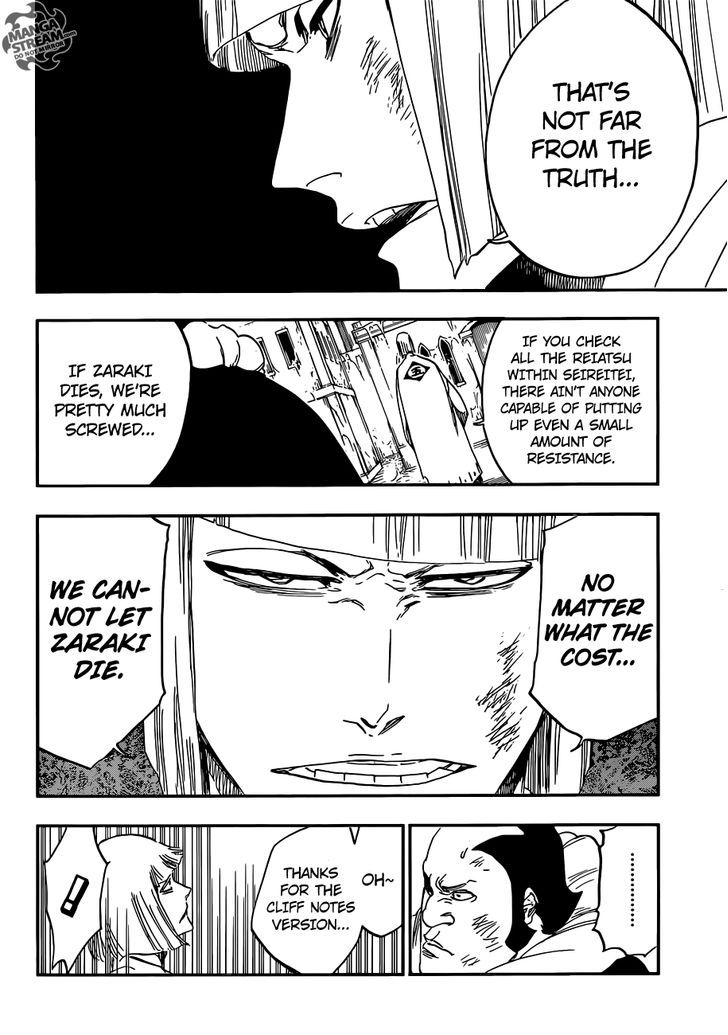 MANGA
STREAM.COM
DO NOT MIRROR
THAT'S
NOT FAR
FROM THE
TRUTH...
IF YOU CHECK
ALL THE REIATSU
WITHIN SEIREITEI,
THERE AIN'T ANYONE
CAPABLE OF PUTTING
UP EVEN A SMALL
AMOUNT OF
RESISTANCE.
IF ZARAKI
DIES, WE'RE
PRETTY MUCH
SCREWED...
NO
MATTER
WHAT THE
COST...
WE CAN-
NOT LET
ZARAKI
DIE.
.........
OH~
THANKS
FOR THE
CLIFF NOTES
VERSION...
!